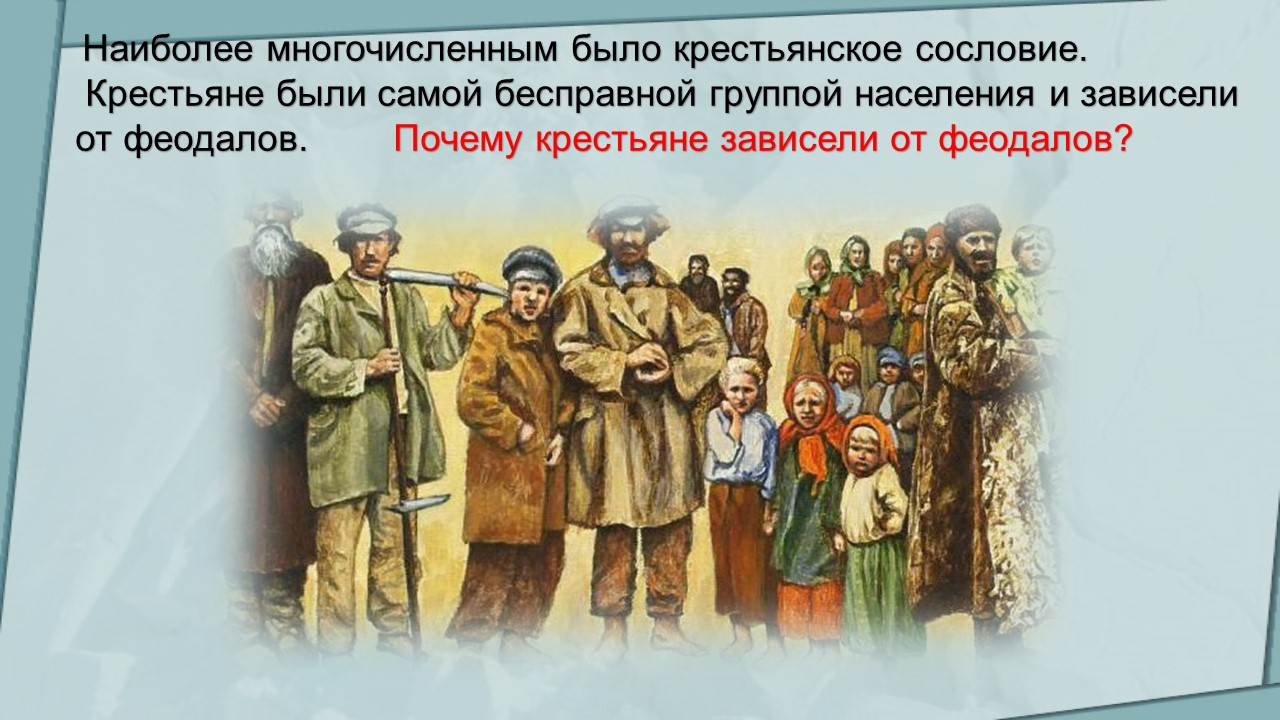 Наиболее многочисленным было крестьянское сословие.
Крестьяне были самой бесправной группой населения и зависели
от феодалов. Почему крестьяне зависели от феодалов?